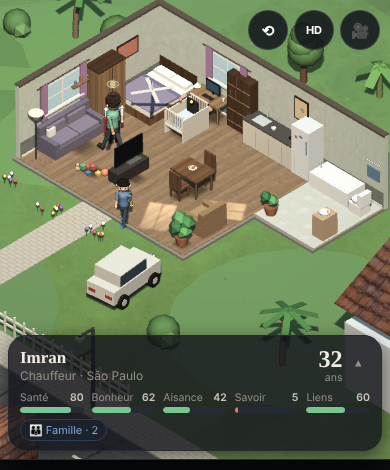 HD
Imran
32
Chauffeur · São Paulo
ans
Santé 80 Bonheur 62 Aisance 42 Savoir 5 Liens 60
Famille · 2